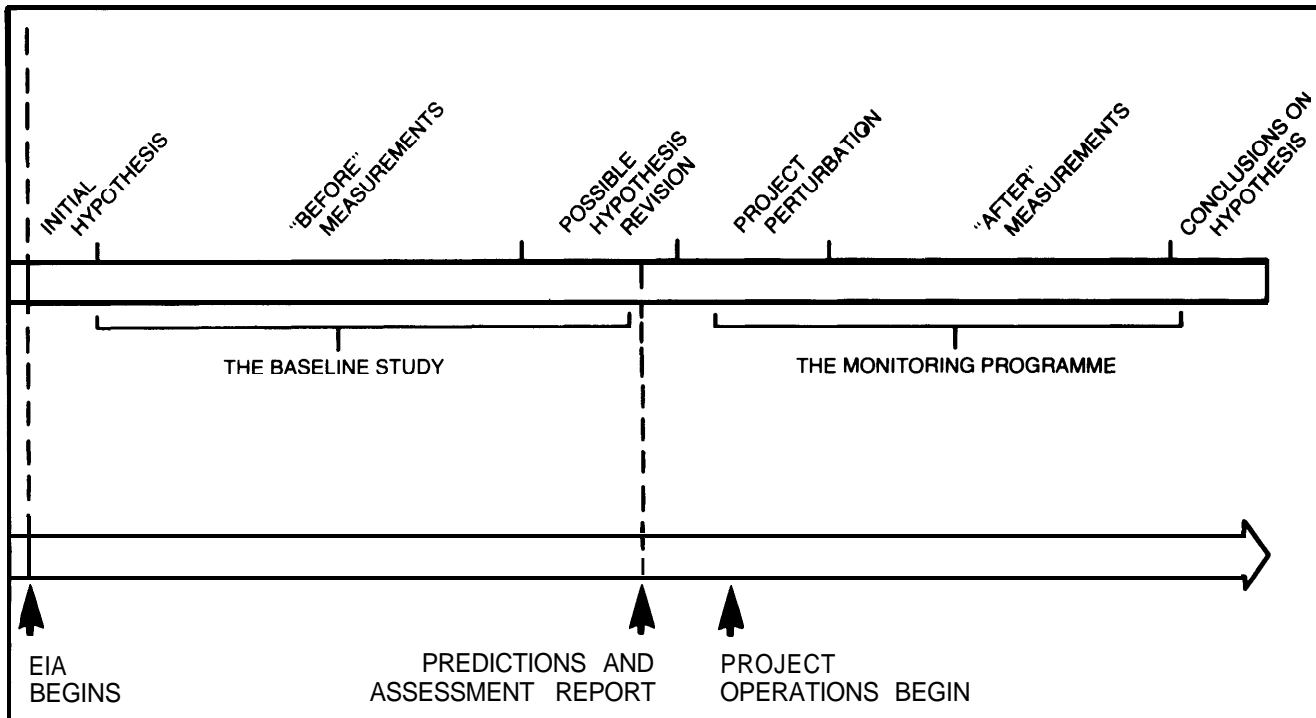 INITIAL
HYPOTHESIS
"BEFORE"
MEASUREMENTS
POSSIBLE
HYPOTHESIS
REVISION
PROJECT
PERTURBATION
"AFTER"
MEASUREMENTS
CONCLUSIONS ON
HYPOTHESIS
THE BASELINE STUDY
THE MONITORING PROGRAMME
EIA
BEGINS
PREDICTIONS AND
ASSESSMENT REPORT
PROJECT
OPERATIONS BEGIN